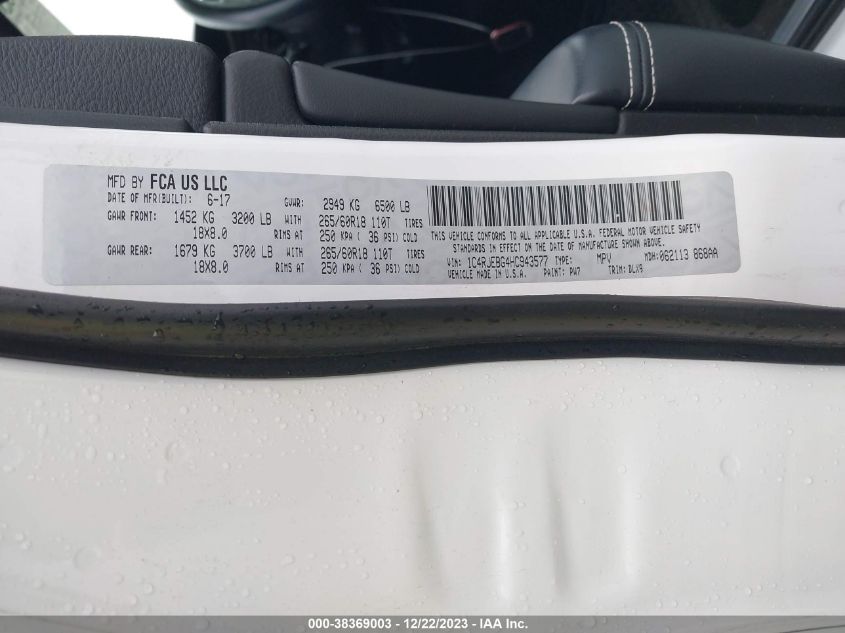 MFD BY FCA US LLC
DATE OF MFR(BUILT): 6-17 GVWR: 2949 KG 6500 LB
GAWR FRONT: 1452 KG 3200 LB WITH 265/60R18 110T TIRES
18X8.0 RIMS AT 250 KPA ( 36 PSI) COLD
GAWR REAR: 1679 KG 3700 LB WITH 265/60R18 110T TIRES
18X8.0 RIMS AT 250 KPA ( 36 PSI) COLD
THIS VEHICLE CONFORMS TO ALL APPLICABLE U.S.A. FEDERAL MOTOR VEHICLE SAFETY
STANDARDS IN EFFECT ON THE DATE OF MANUFACTURE SHOWN ABOVE.
VIN: 1C4RJEBG4HC943577 TYPE: MPV MDH:062113 868AA
VEHICLE MADE IN U.S.A. PAINT: PW7 TRIM:
000-38369003 - 12/22/2023 - IAA Inc.